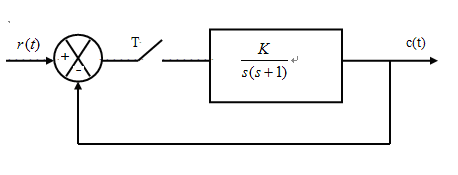 r(t)
+
-
T
K
s(s+1)
c(t)